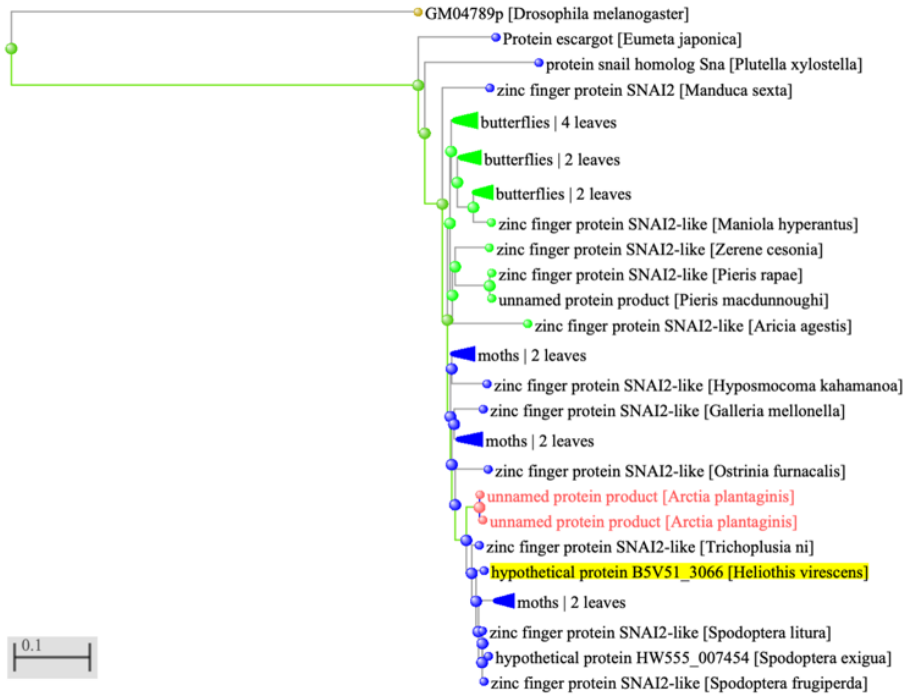 GM04789p [Drosophila melanogaster]
Protein escargot [Eumeta japonica]
protein snail homolog Sna [Plutella xylostella]
zinc finger protein SNAI2 [Manduca sexta]
butterflies | 4 leaves
butterflies | 2 leaves
butterflies | 2 leaves
zinc finger protein SNAI2-like [Maniola hyperantus]
zinc finger protein SNAI2-like [Zerene cesonia]
zinc finger protein SNAI2-like [Pieris rapae]
unnamed protein product [Pieris macdunnoughi]
zinc finger protein SNAI2-like [Aricia agestis]
moths | 2 leaves
zinc finger protein SNAI2-like [Hyposmocoma kahamanoa]
zinc finger protein SNAI2-like [Galleria mellonella]
moths | 2 leaves
zinc finger protein SNAI2-like [Ostrinia furnacalis]
unnamed protein product [Arctia plantaginis]
unnamed protein product [Arctia plantaginis]
zinc finger protein SNAI2-like [Trichoplusia ni]
hypothetical protein B5V51_3066 [Heliothis virescens]
moths | 2 leaves
zinc finger protein SNAI2-like [Spodoptera litura]
hypothetical protein HW555_007454 [Spodoptera exigua]
zinc finger protein SNAI2-like [Spodoptera frugiperda]
0.1